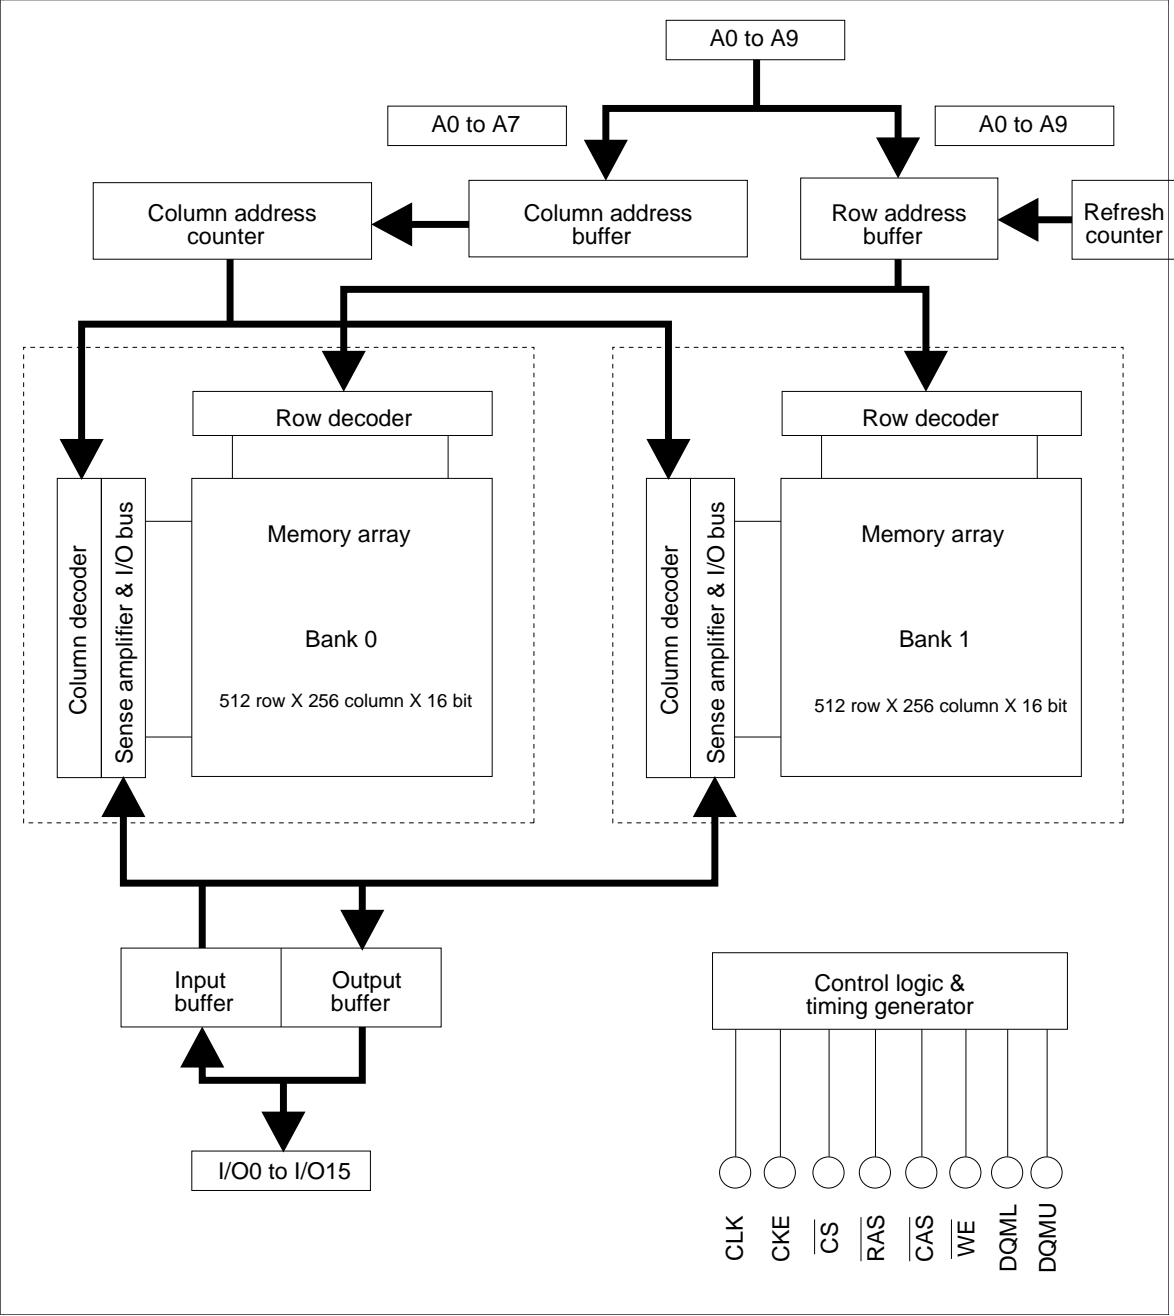 A0 to A9
A0 to A7
A0 to A9
Column address
counter
Column address
buffer
Row address
buffer
Refresh
counter
Row decoder
Row decoder
Column decoder
Sense amplifier & I/O bus
Memory array
Bank 0
512 row X 256 column X 16 bit
Column decoder
Sense amplifier & I/O bus
Memory array
Bank 1
512 row X 256 column X 16 bit
Input
buffer
Output
buffer
Control logic &
timing generator
I/O0 to I/O15
CLK
CKE
CS
RAS
CAS
WE
DQML
DQMU